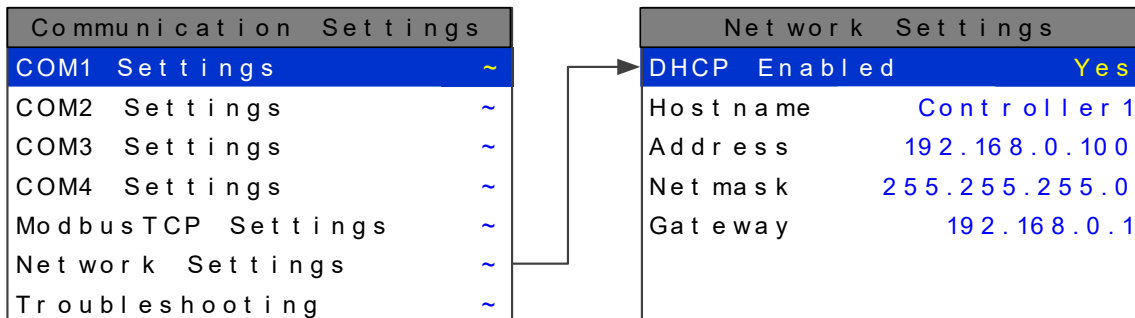 Communication Settings
COM1 Settings ~
COM2 Settings ~
COM3 Settings ~
COM4 Settings ~
ModbusTCP Settings ~
Network Settings ~
Troubleshooting ~
Network Settings
DHCP Enabled Yes
Hostname Controller1
Address 192.168.0.100
Netmask 255.255.255.0
Gateway 192.168.0.1